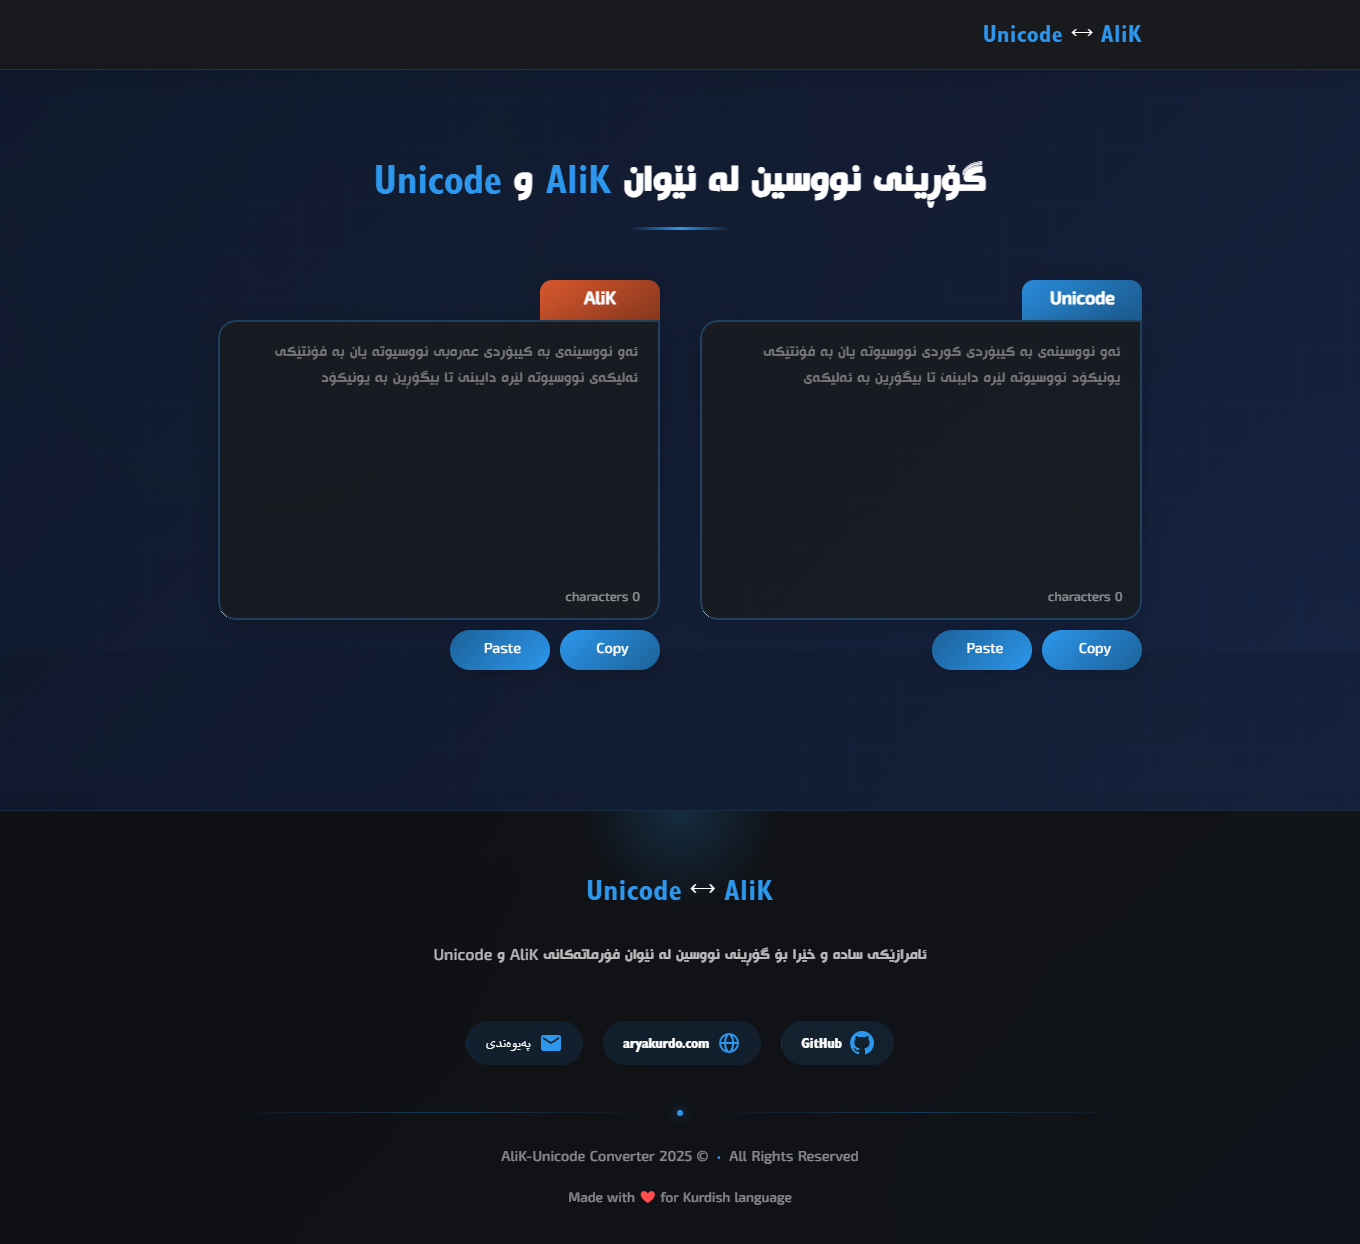 Unicode ↔ AliK
گۆڕینی نووسین لە نێوان AliK و Unicode
Unicode
ئەو نووسینەی بە کیبۆردی کوردی نووسیوتە یان بە فۆنتێکی
یونیکۆد نووسیوتە لێرە دایبنێ تا بیگۆڕین بە ئەلیکەی
characters 0
Copy
Paste
AliK
ئەو نووسینەی بە کیبۆردی عەرەبی نووسیوتە یان بە فۆنتێکی
ئەلیکەی نووسیوتە لێرە دایبنێ تا بیگۆڕین بە یونیکۆد
characters 0
Copy
Paste
Unicode ↔ AliK
ئامرازێکی سادە و خێرا بۆ گۆڕینی نووسین لە نێوان فۆرماتەکانی AliK و Unicode
GitHub
aryakurdo.com
پەیوەندی
AliK-Unicode Converter 2025 © • All Rights Reserved
Made with ❤ for Kurdish language